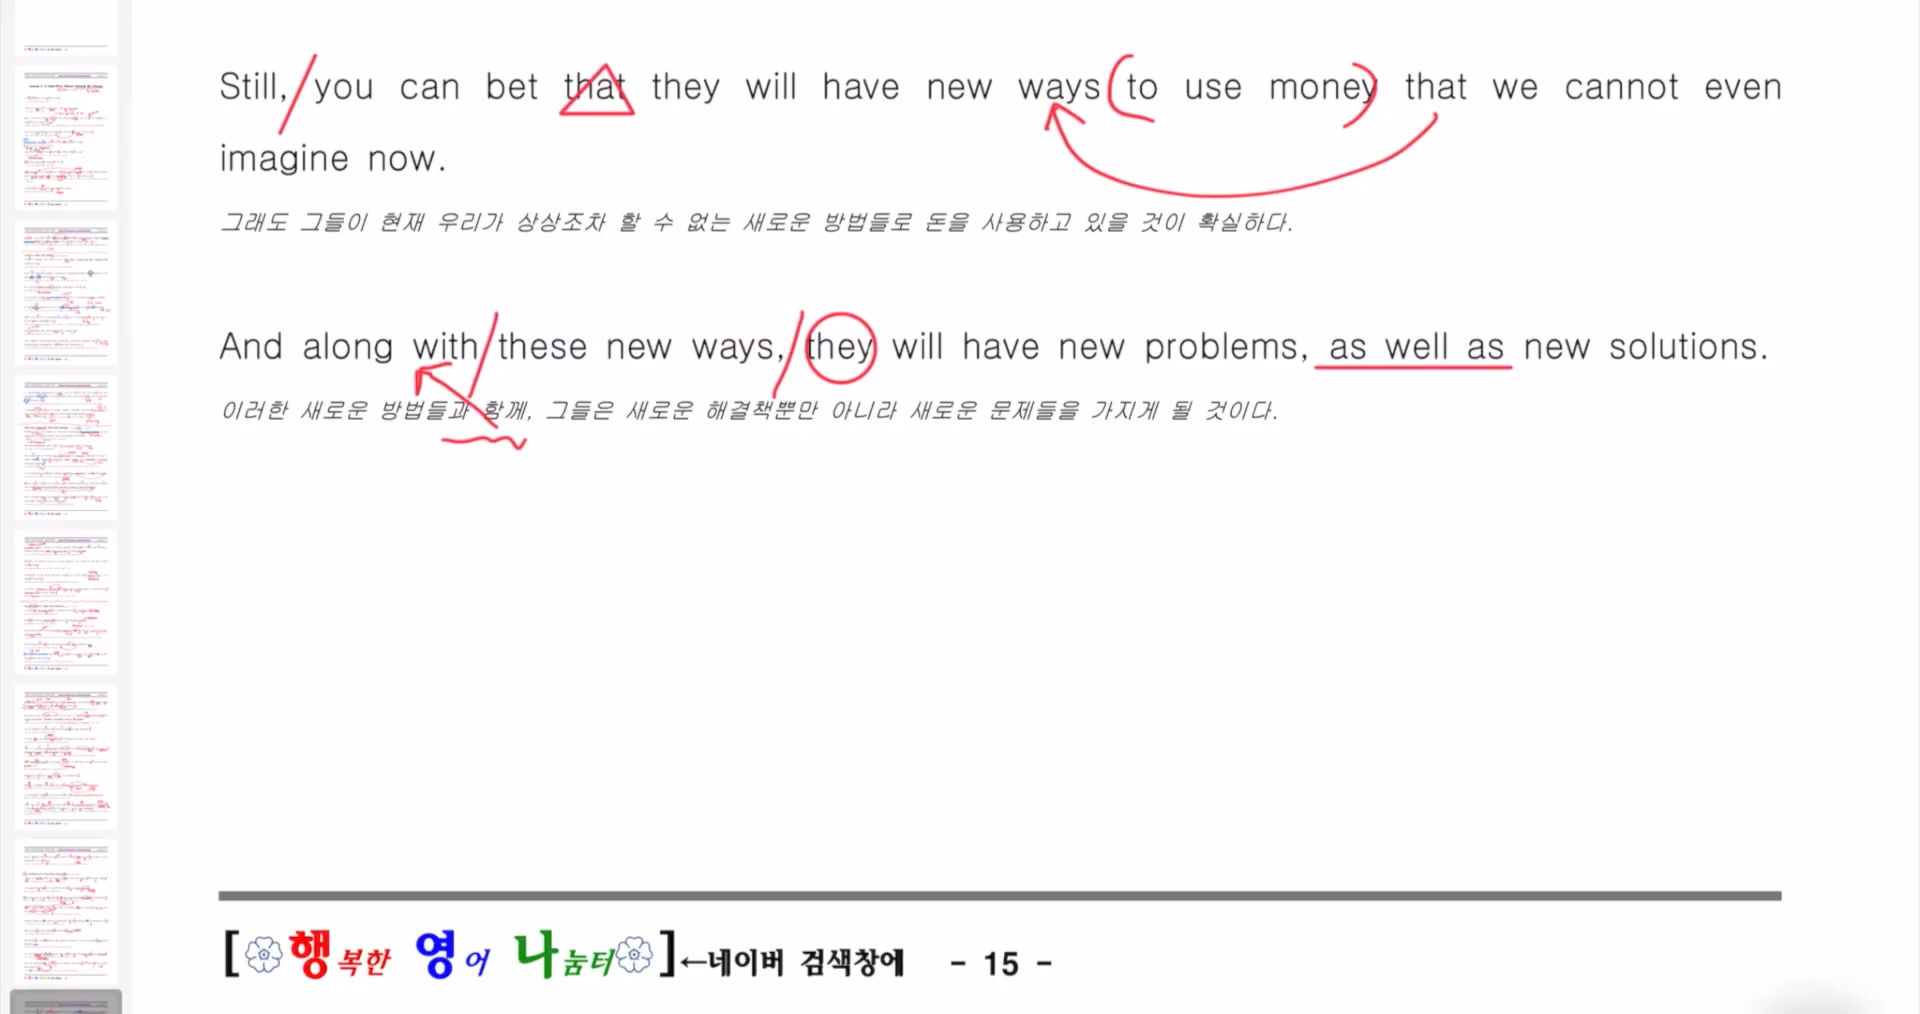 Still, you can bet that they will have new ways to use money that we cannot even
imagine now.
그래도 그들이 현재 우리가 상상조차 할 수 없는 새로운 방법들로 돈을 사용하고 있을 것이 확실하다.
And along with these new ways, they will have new problems, as well as new solutions.
이러한 새로운 방법들과 함께, 그들은 새로운 해결책뿐만 아니라 새로운 문제들을 가지게 될 것이다.
[행복한 영어 나눔터]←네이버 검색창에 - 15 -